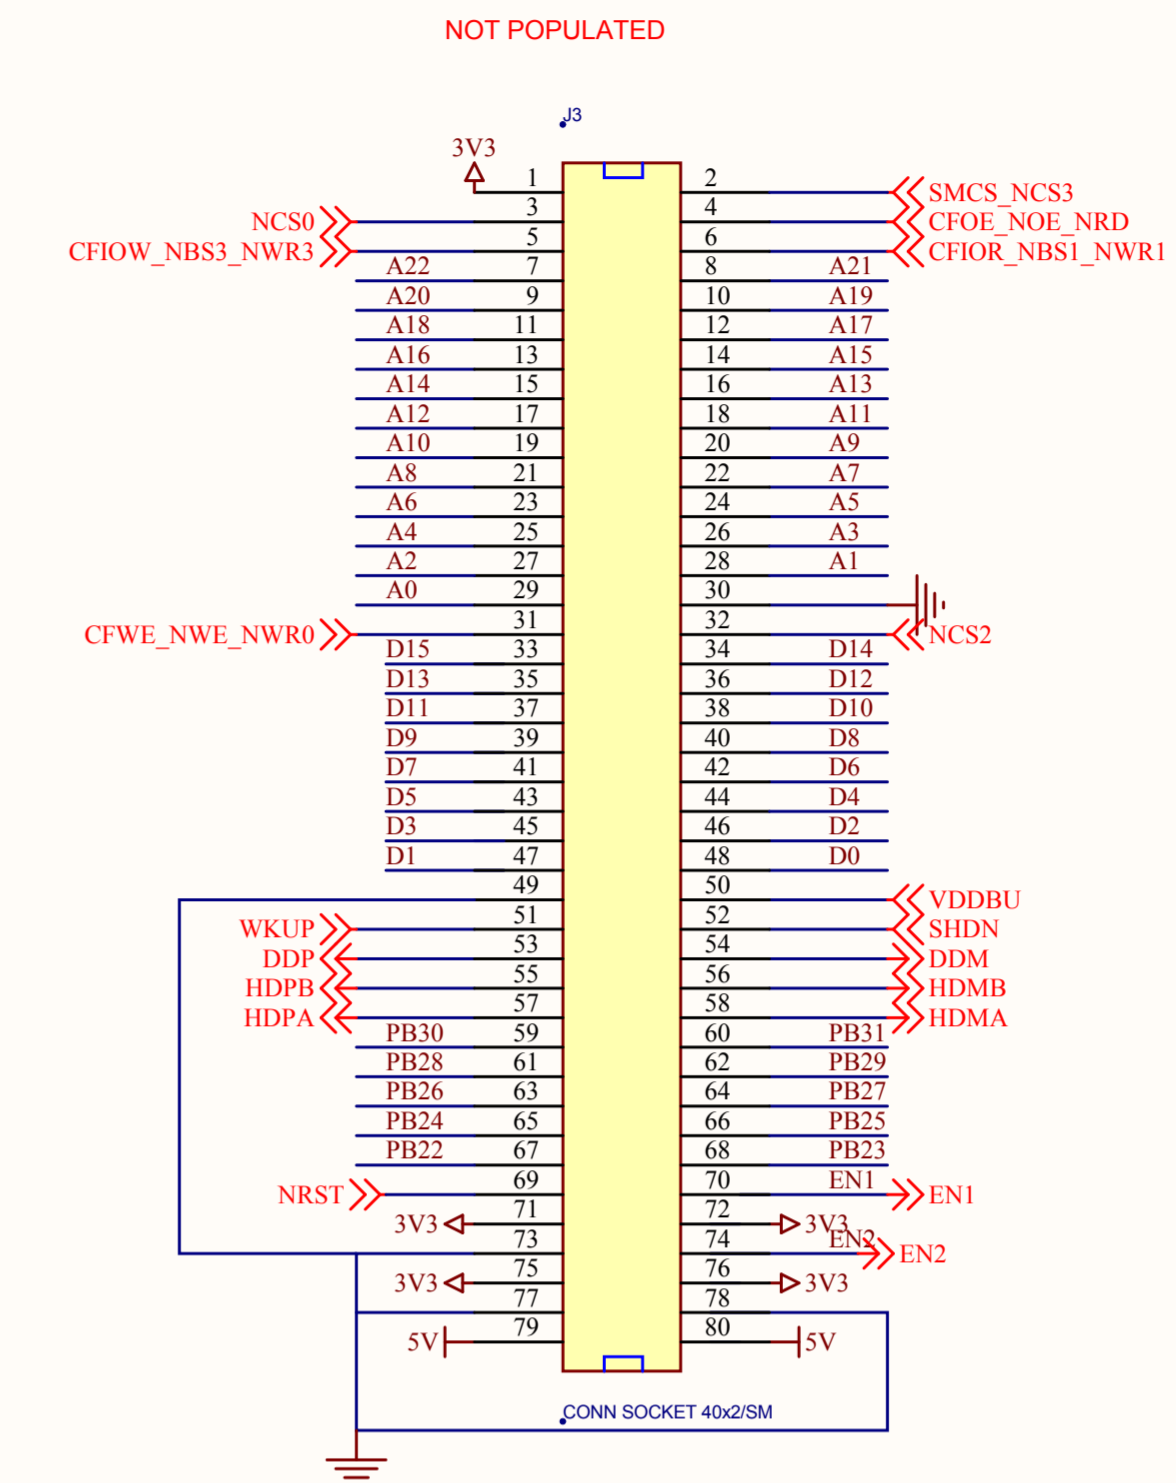 NOT POPULATED
J3
3V3
1 2 SMCS_NCS3
NCS0 3 4 CFOE_NOE_NRD
CFIOW_NBS3_NWR3 5 6 CFIOR_NBS1_NWR1
A22 7 8 A21
A20 9 10 A19
A18 11 12 A17
A16 13 14 A15
A14 15 16 A13
A12 17 18 A11
A10 19 20 A9
A8 21 22 A7
A6 23 24 A5
A4 25 26 A3
A2 27 28 A1
A0 29 30
CFWE_NWE_NWR0 31 32 NCS2
D15 33 34 D14
D13 35 36 D12
D11 37 38 D10
D9 39 40 D8
D7 41 42 D6
D5 43 44 D4
D3 45 46 D2
D1 47 48 D0
49 50 VDDBU
WKUP 51 52 SHDN
DDP 53 54 DDM
HDPB 55 56 HDMB
HDPA 57 58 HDMA
PB30 59 60 PB31
PB28 61 62 PB29
PB26 63 64 PB27
PB24 65 66 PB25
PB22 67 68 PB23
NRST 69 70 EN1 EN1
3V3 71 72 3V3
73 74 EN2 EN2
3V3 75 76 3V3
77 78
5V 79 80 5V
CONN SOCKET 40x2/SM